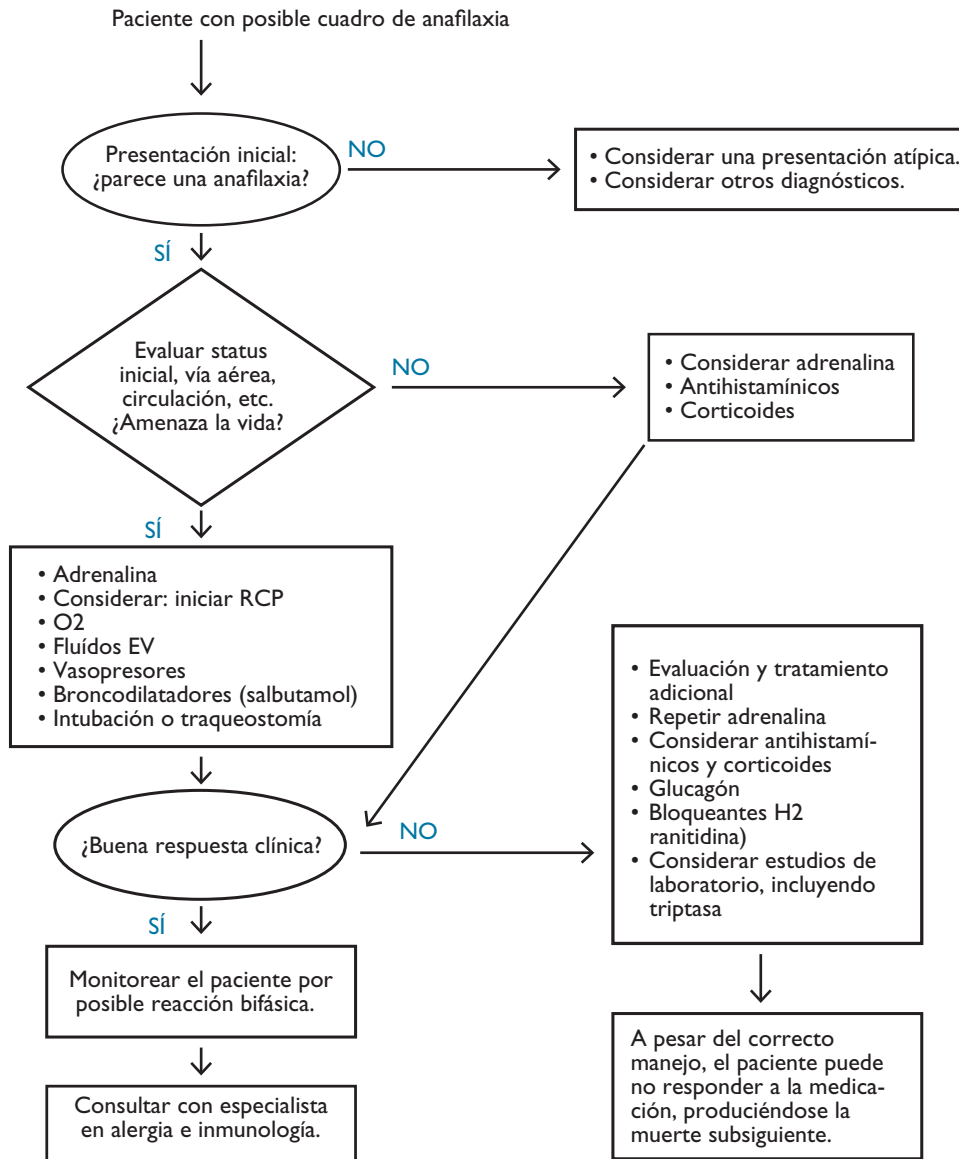 Paciente con posible cuadro de anafilaxia
Presentación inicial:
¿parece una anafilaxia?
NO
• Considerar una presentación atípica.
• Considerar otros diagnósticos.
SÍ
Evaluar status
inicial, vía aérea,
circulación, etc.
¿Amenaza la vida?
NO
• Considerar adrenalina
• Antihistamínicos
• Corticoides
SÍ
• Adrenalina
• Considerar: iniciar RCP
• O2
• Fluídos EV
• Vasopresores
• Broncodilatadores (salbutamol)
• Intubación o traqueostomía
¿Buena respuesta clínica?
NO
• Evaluación y tratamiento
adicional
• Repetir adrenalina
• Considerar antihistamí-
nicos y corticoides
• Glucagón
• Bloqueantes H2
ranitidina)
• Considerar estudios de
laboratorio, incluyendo
triptasa
SÍ
Monitorear el paciente por
posible reacción bifásica.
A pesar del correcto
manejo, el paciente puede
no responder a la medica-
ción, produciéndose la
muerte subsiguiente.
Consultar con especialista
en alergia e inmunología.